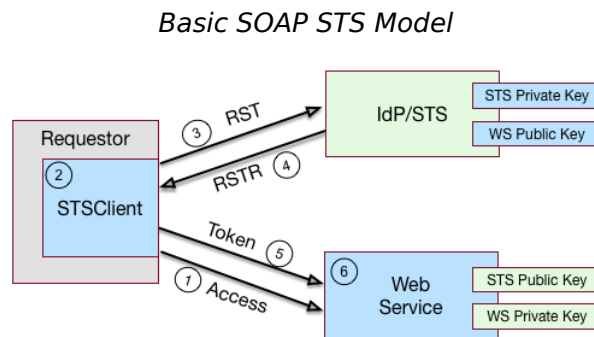 Basic SOAP STS Model
Requestor
2
STSClient
3 RST
RSTR 4
IdP/STS
STS Private Key
WS Public Key
Token 5
1 Access
6
Web
Service
STS Public Key
WS Private Key